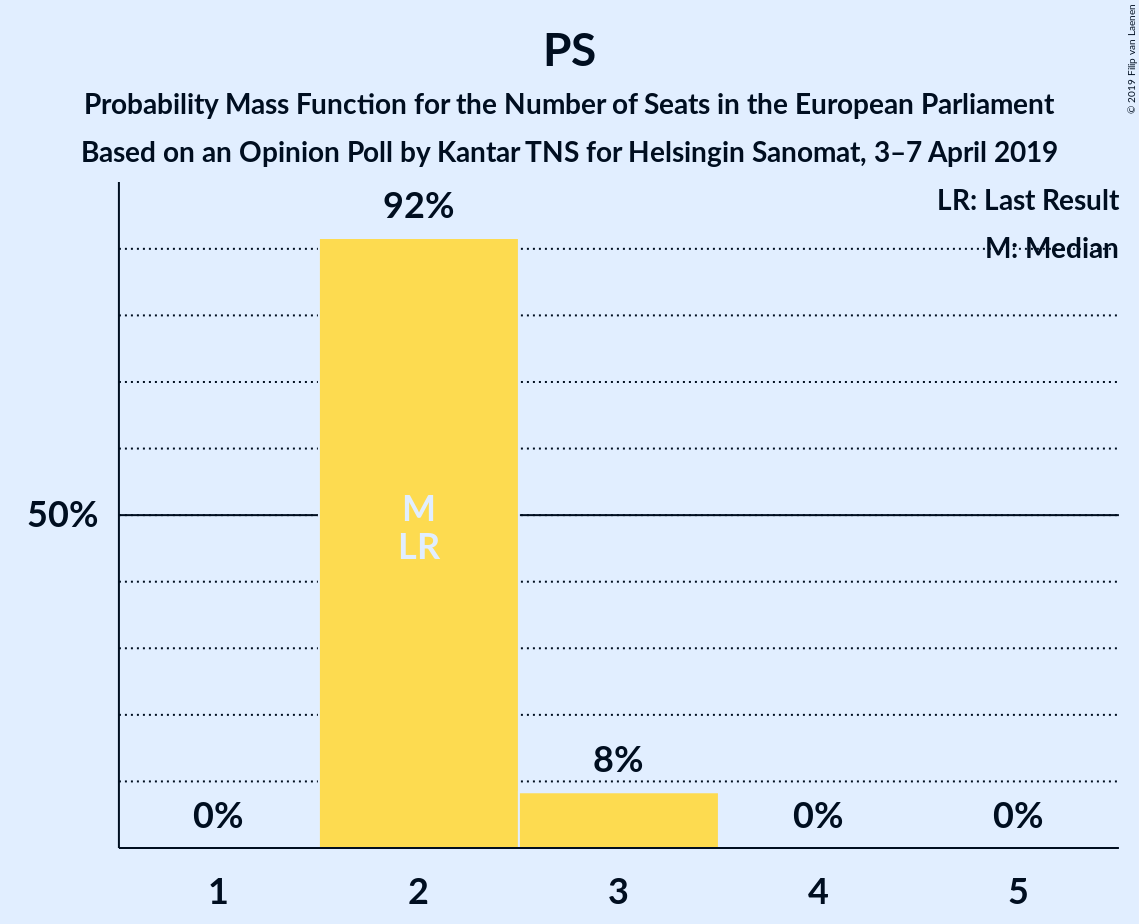 PS
Probability Mass Function for the Number of Seats in the European Parliament
Based on an Opinion Poll by Kantar TNS for Helsingin Sanomat, 3–7 April 2019
© 2019 Filip van Laenen
LR: Last Result
M: Median
92%
M
LR
50%
8%
0%
0%
0%
1
2
3
4
5